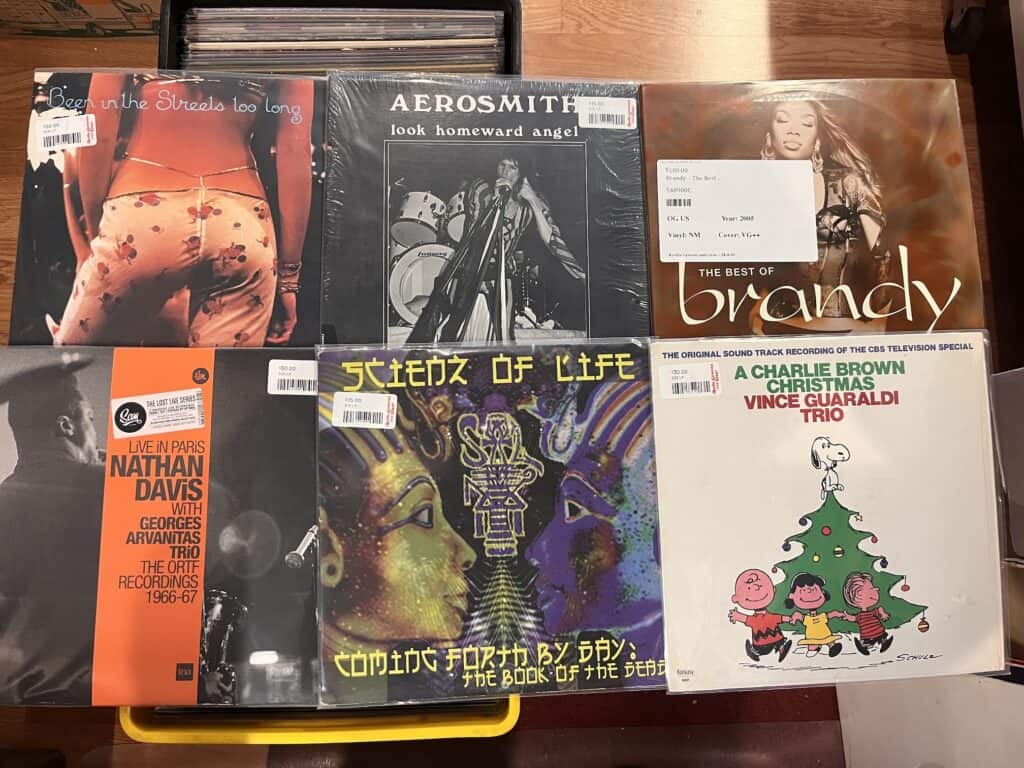 Been in the Streets too long
AEROSMITH
look homeward angel
Brandy - The Best ..
OG US Year: 2005
Vinyl: NM Cover: VG++
THE BEST OF
brandy
THE LOST LIVE SERIES
Sam
LiVE iN PARiS
NATHAN
DAViS
WiTH
GEORGES
ARVANITAS
TRiO
THE ORTF
RECORDINGS
1966-67
SCIENZ OF LIFE
COMING FORTH BY DAY:
THE BOOK OF THE DEAD
THE ORIGINAL SOUND TRACK RECORDING OF THE CBS TELEVISION SPECIAL
A CHARLIE BROWN
CHRISTMAS
VINCE GUARALDI
TRIO
SCHULZ
fantasy